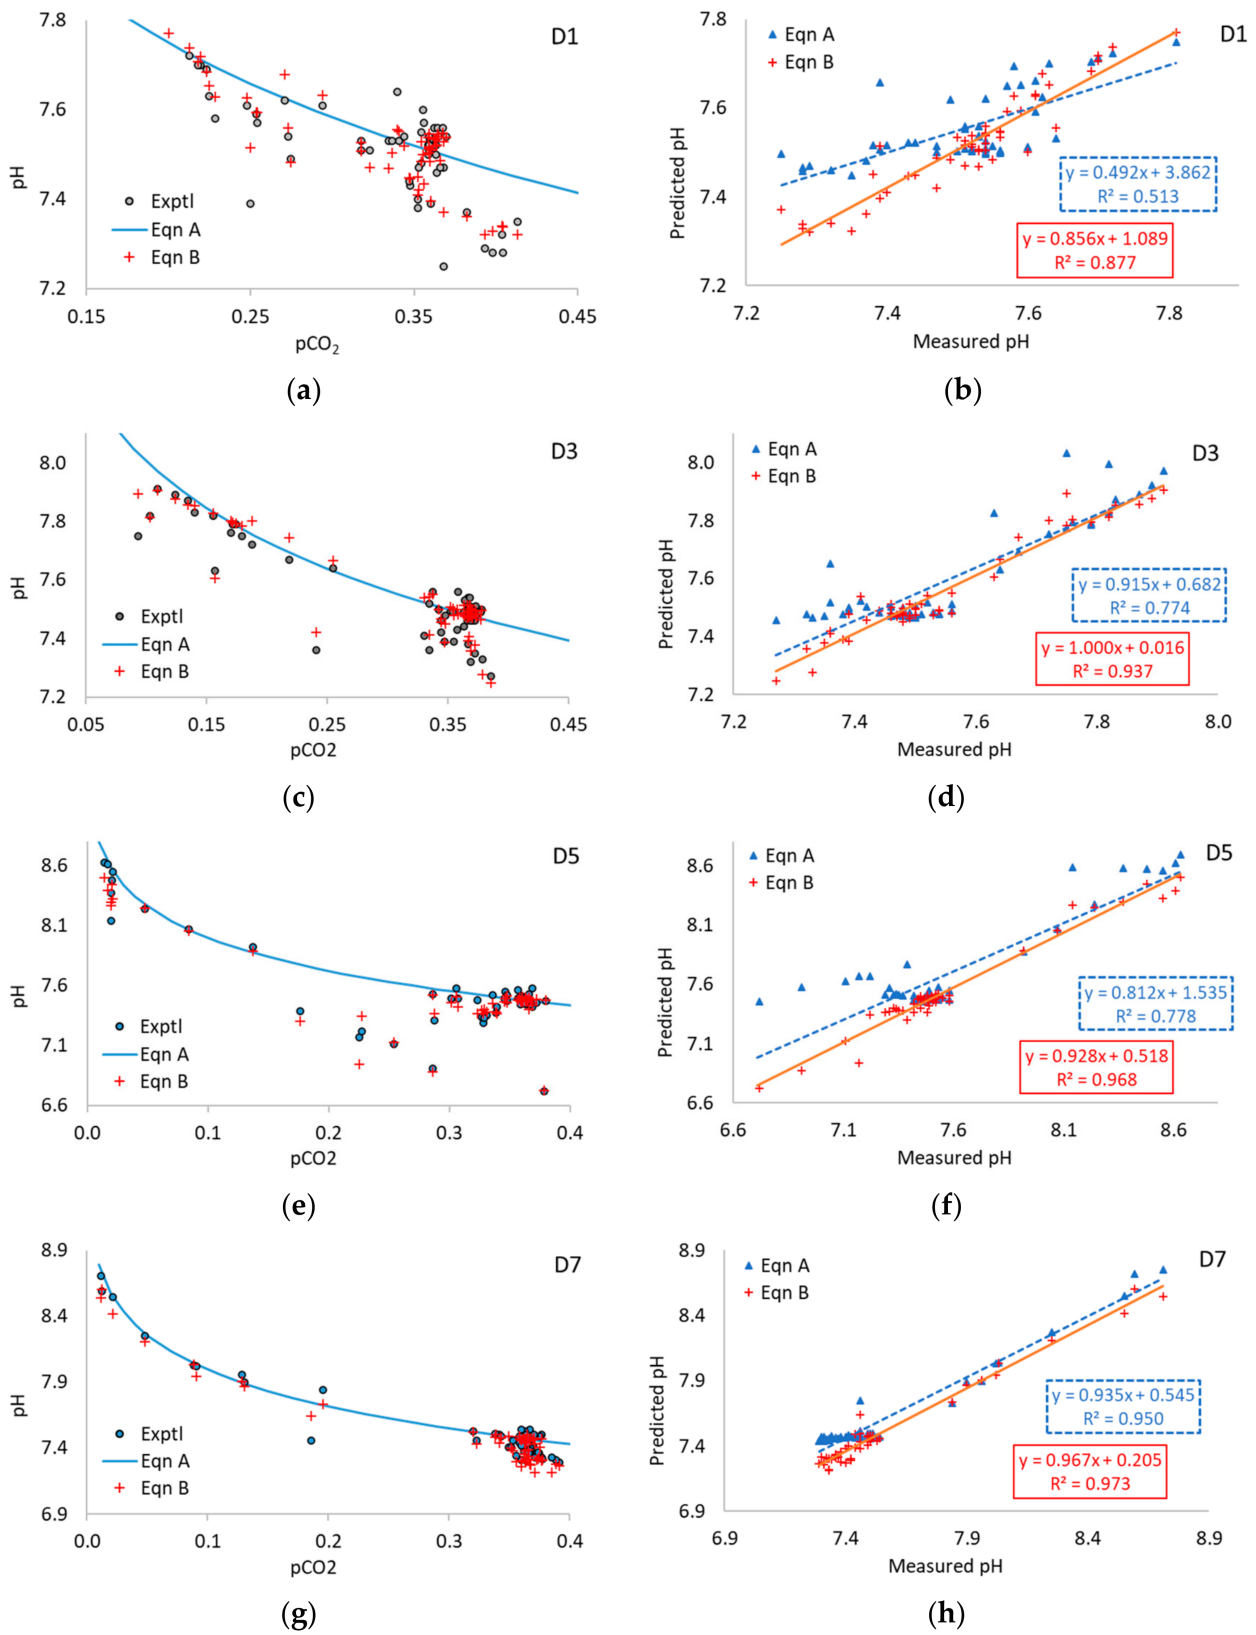 7.8
7.6
7.4
7.2
pH
D1
Exptl
Eqn A
Eqn B
0.15
0.25
0.35
0.45
pCO₂
(a)
7.8
7.6
7.4
7.2
Predicted pH
Eqn A
Eqn B
D1
y = 0.492x + 3.862
R² = 0.513
y = 0.856x + 1.089
R² = 0.877
7.2
7.4
7.6
7.8
Measured pH
(b)
8.0
7.8
7.6
7.4
7.2
pH
D3
Exptl
Eqn A
Eqn B
0.05
0.15
0.25
0.35
0.45
pCO2
(c)
8.0
7.8
7.6
7.4
7.2
Predicted pH
Eqn A
Eqn B
D3
y = 0.915x + 0.682
R² = 0.774
y = 1.000x + 0.016
R² = 0.937
7.2
7.4
7.6
7.8
8.0
Measured pH
(d)
8.6
8.1
7.6
7.1
6.6
pH
D5
Exptl
Eqn A
Eqn B
0.0
0.1
0.2
0.3
0.4
pCO2
(e)
8.6
8.1
7.6
7.1
6.6
Predicted pH
Eqn A
Eqn B
D5
y = 0.812x + 1.535
R² = 0.778
y = 0.928x + 0.518
R² = 0.968
6.6
7.1
7.6
8.1
8.6
Measured pH
(f)
8.9
8.4
7.9
7.4
6.9
pH
D7
Exptl
Eqn A
Eqn B
0.0
0.1
0.2
0.3
0.4
pCO2
(g)
8.9
8.4
7.9
7.4
6.9
Predicted pH
Eqn A
Eqn B
D7
y = 0.935x + 0.545
R² = 0.950
y = 0.967x + 0.205
R² = 0.973
6.9
7.4
7.9
8.4
8.9
Measured pH
(h)